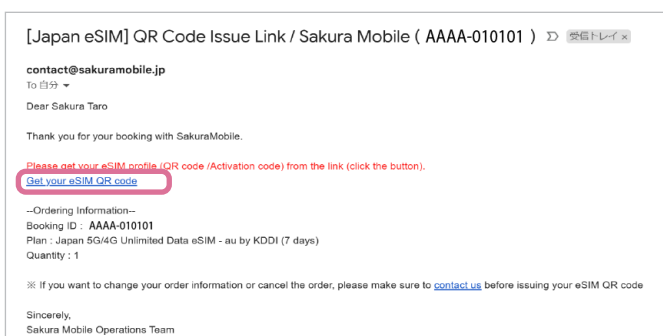 [Japan eSIM] QR Code Issue Link / Sakura Mobile ( AAAA-010101 ) 受信トレイ ×
contact@sakuramobile.jp
To 自分
Dear Sakura Taro
Thank you for your booking with SakuraMobile.
Please get your eSIM profile (QR code /Activation code) from the link (click the button).
Get your eSIM QR code
--Ordering Information--
Booking ID : AAAA-010101
Plan : Japan 5G/4G Unlimited Data eSIM - au by KDDI (7 days)
Quantity : 1
※ If you want to change your order information or cancel the order, please make sure to contact us before issuing your eSIM QR code
Sincerely,
Sakura Mobile Operations Team